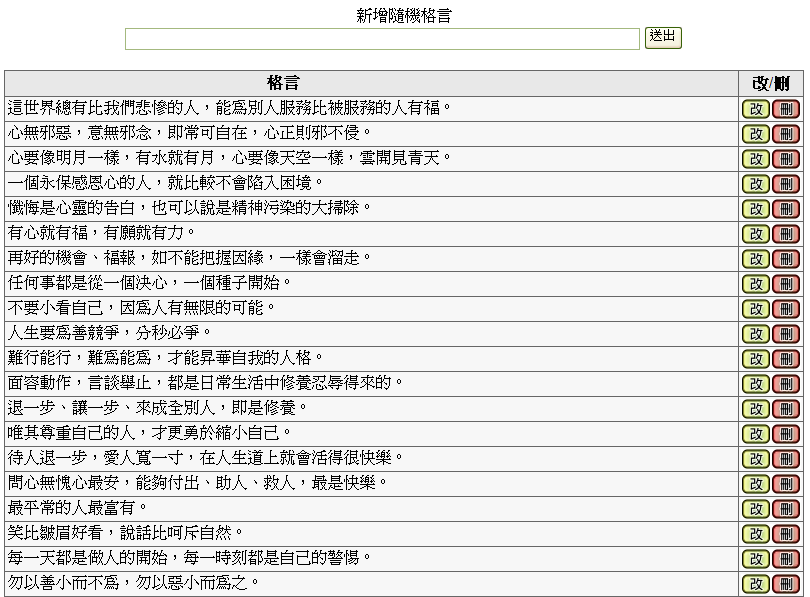 新增隨機格言
送出
格言 改/刪
這世界總有比我們悲慘的人，能為別人服務比被服務的人有福。 改 刪
心無邪惡，意無邪念，即常可自在，心正則邪不侵。 改 刪
心要像明月一樣，有水就有月，心要像天空一樣，雲開見青天。 改 刪
一個永保感恩心的人，就比較不會陷入困境。 改 刪
懺悔是心靈的告白，也可以說是精神污染的大掃除。 改 刪
有心就有福，有願就有力。 改 刪
再好的機會、福報，如不能把握因緣，一樣會溜走。 改 刪
任何事都是從一個決心，一個種子開始。 改 刪
不要小看自己，因為人有無限的可能。 改 刪
人生要為善競爭，分秒必爭。 改 刪
難行能行，難為能為，才能昇華自我的人格。 改 刪
面容動作，言談舉止，都是日常生活中修養忍辱得來的。 改 刪
退一步、讓一步、來成全別人，即是修養。 改 刪
唯其尊重自己的人，才更勇於縮小自己。 改 刪
待人退一步，愛人寬一寸，在人生道上就會活得很快樂。 改 刪
問心無愧心最安，能夠付出、助人、救人，最是快樂。 改 刪
最平常的人最富有。 改 刪
笑比皺眉好看，說話比呵斥自然。 改 刪
每一天都是做人的開始，每一時刻都是自己的警惕。 改 刪
勿以善小而不為，勿以惡小而為之。 改 刪